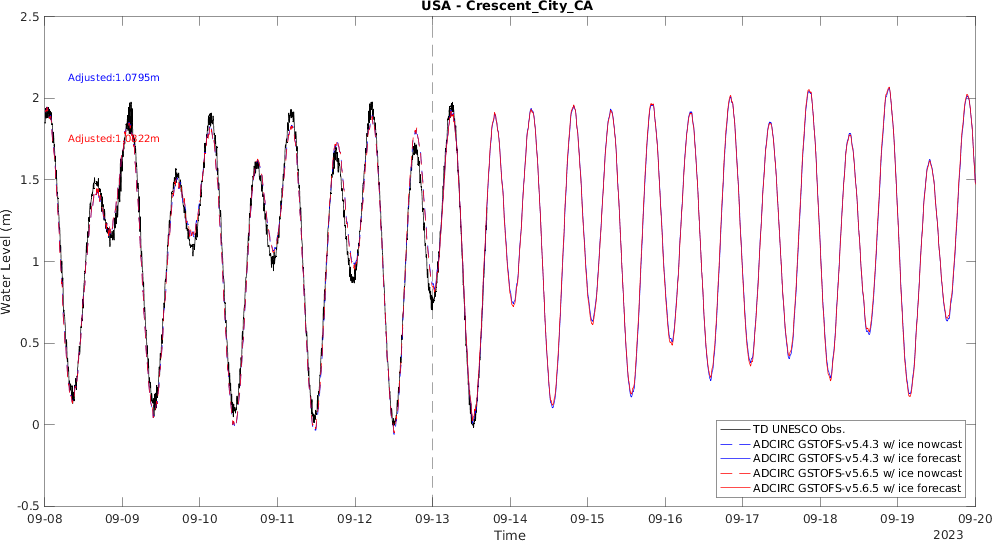 USA - Crescent_City_CA
2.5
2
1.5
1
0.5
0
-0.5
Water Level (m)
Adjusted:1.0795m
Adjusted:1.0822m
TD UNESCO Obs.
ADCIRC GSTOFS-v5.4.3 w/ ice nowcast
ADCIRC GSTOFS-v5.4.3 w/ ice forecast
ADCIRC GSTOFS-v5.6.5 w/ ice nowcast
ADCIRC GSTOFS-v5.6.5 w/ ice forecast
09-08 09-09 09-10 09-11 09-12 09-13 09-14 09-15 09-16 09-17 09-18 09-19 09-20
Time
2023